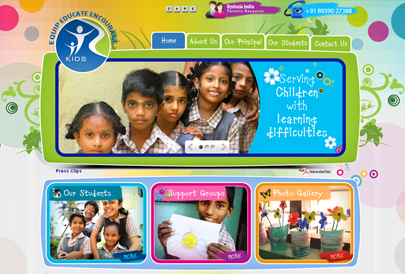 Dyslexia India
Parents Resource
+91 89390 27388
EQUIP EDUCATE ENCOURAGE
KIDS
Home
About Us
Our Principal
Our Students
Contact Us
Serving
Children
with
learning
difficulties
Press Clips
Newsletter
Our Students
Support Groups
Photo Gallery
MORE
MORE
MORE